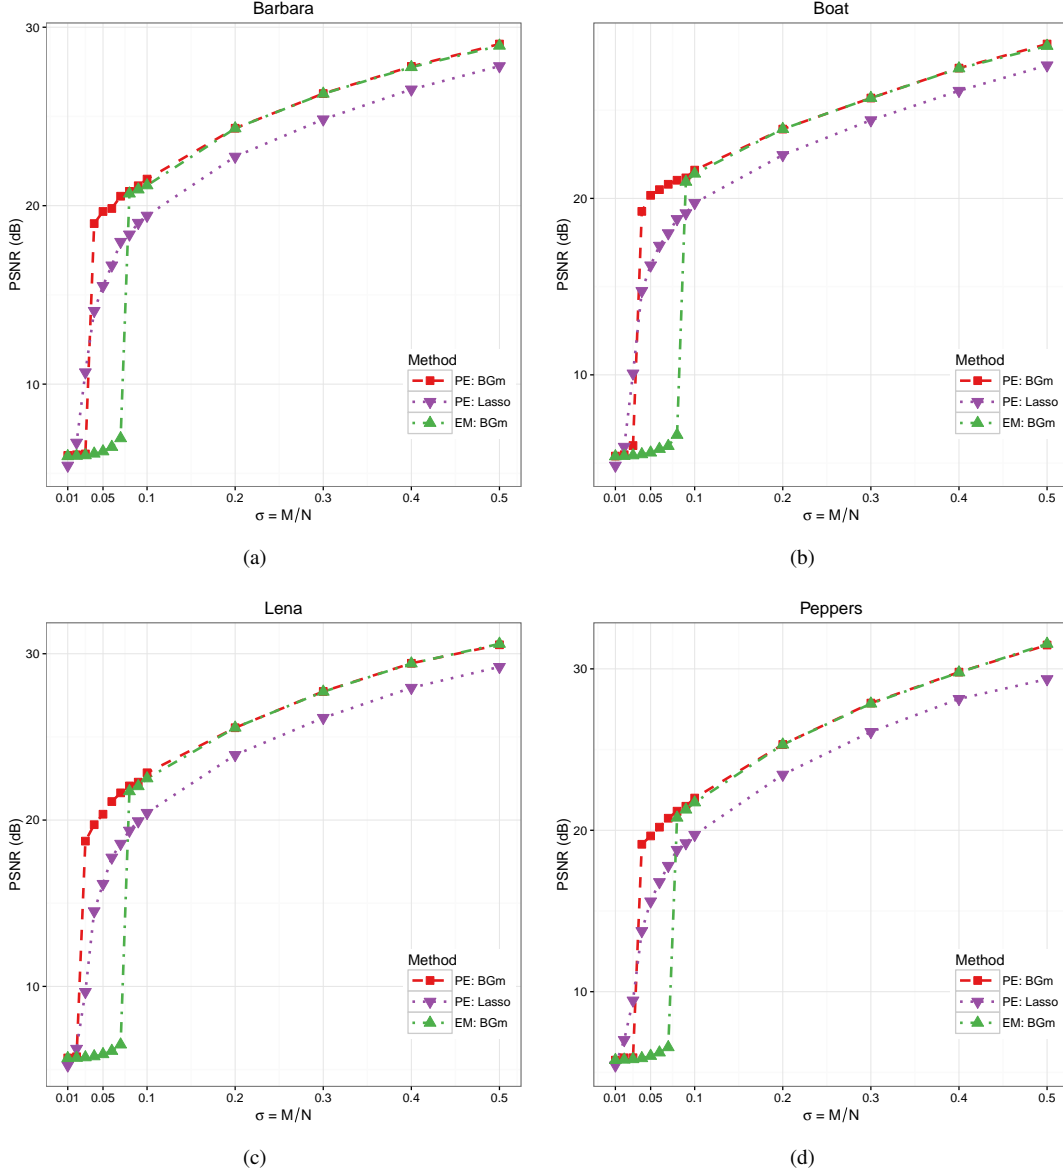 Barbara
30
20
10
PSNR (dB)
Method
PE: BGm
PE: Lasso
EM: BGm
0.01 0.05 0.1 0.2 0.3 0.4 0.5
σ = M/N
(a)
Boat
20
10
PSNR (dB)
Method
PE: BGm
PE: Lasso
EM: BGm
0.01 0.05 0.1 0.2 0.3 0.4 0.5
σ = M/N
(b)
Lena
30
20
10
PSNR (dB)
Method
PE: BGm
PE: Lasso
EM: BGm
0.01 0.05 0.1 0.2 0.3 0.4 0.5
σ = M/N
(c)
Peppers
30
20
10
PSNR (dB)
Method
PE: BGm
PE: Lasso
EM: BGm
0.01 0.05 0.1 0.2 0.3 0.4 0.5
σ = M/N
(d)